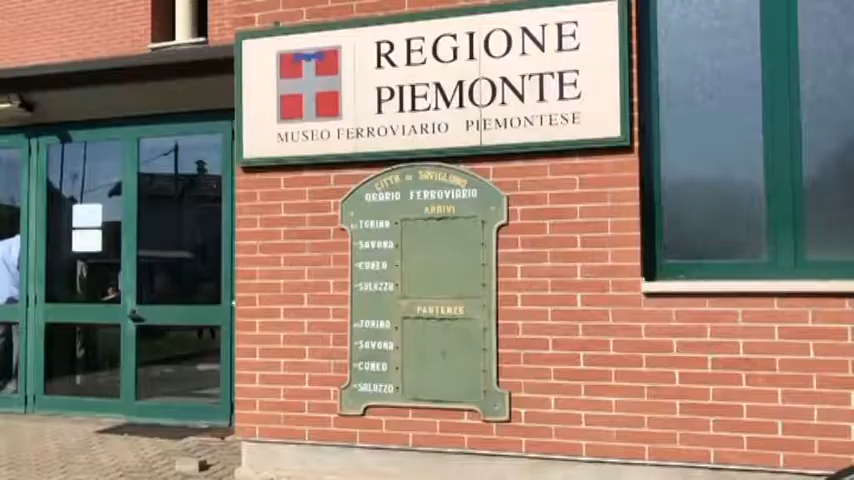 REGIONE
PIEMONTE
MUSEO FERROVIARIO PIEMONTESE
CITTÀ DI SAVIGLIANO
ORARIO FERROVIARIO
ARRIVI
TORINO
SAVONA
CUNEO
SALUZZO
PARTENZE
TORINO
SAVONA
CUNEO
SALUZZO